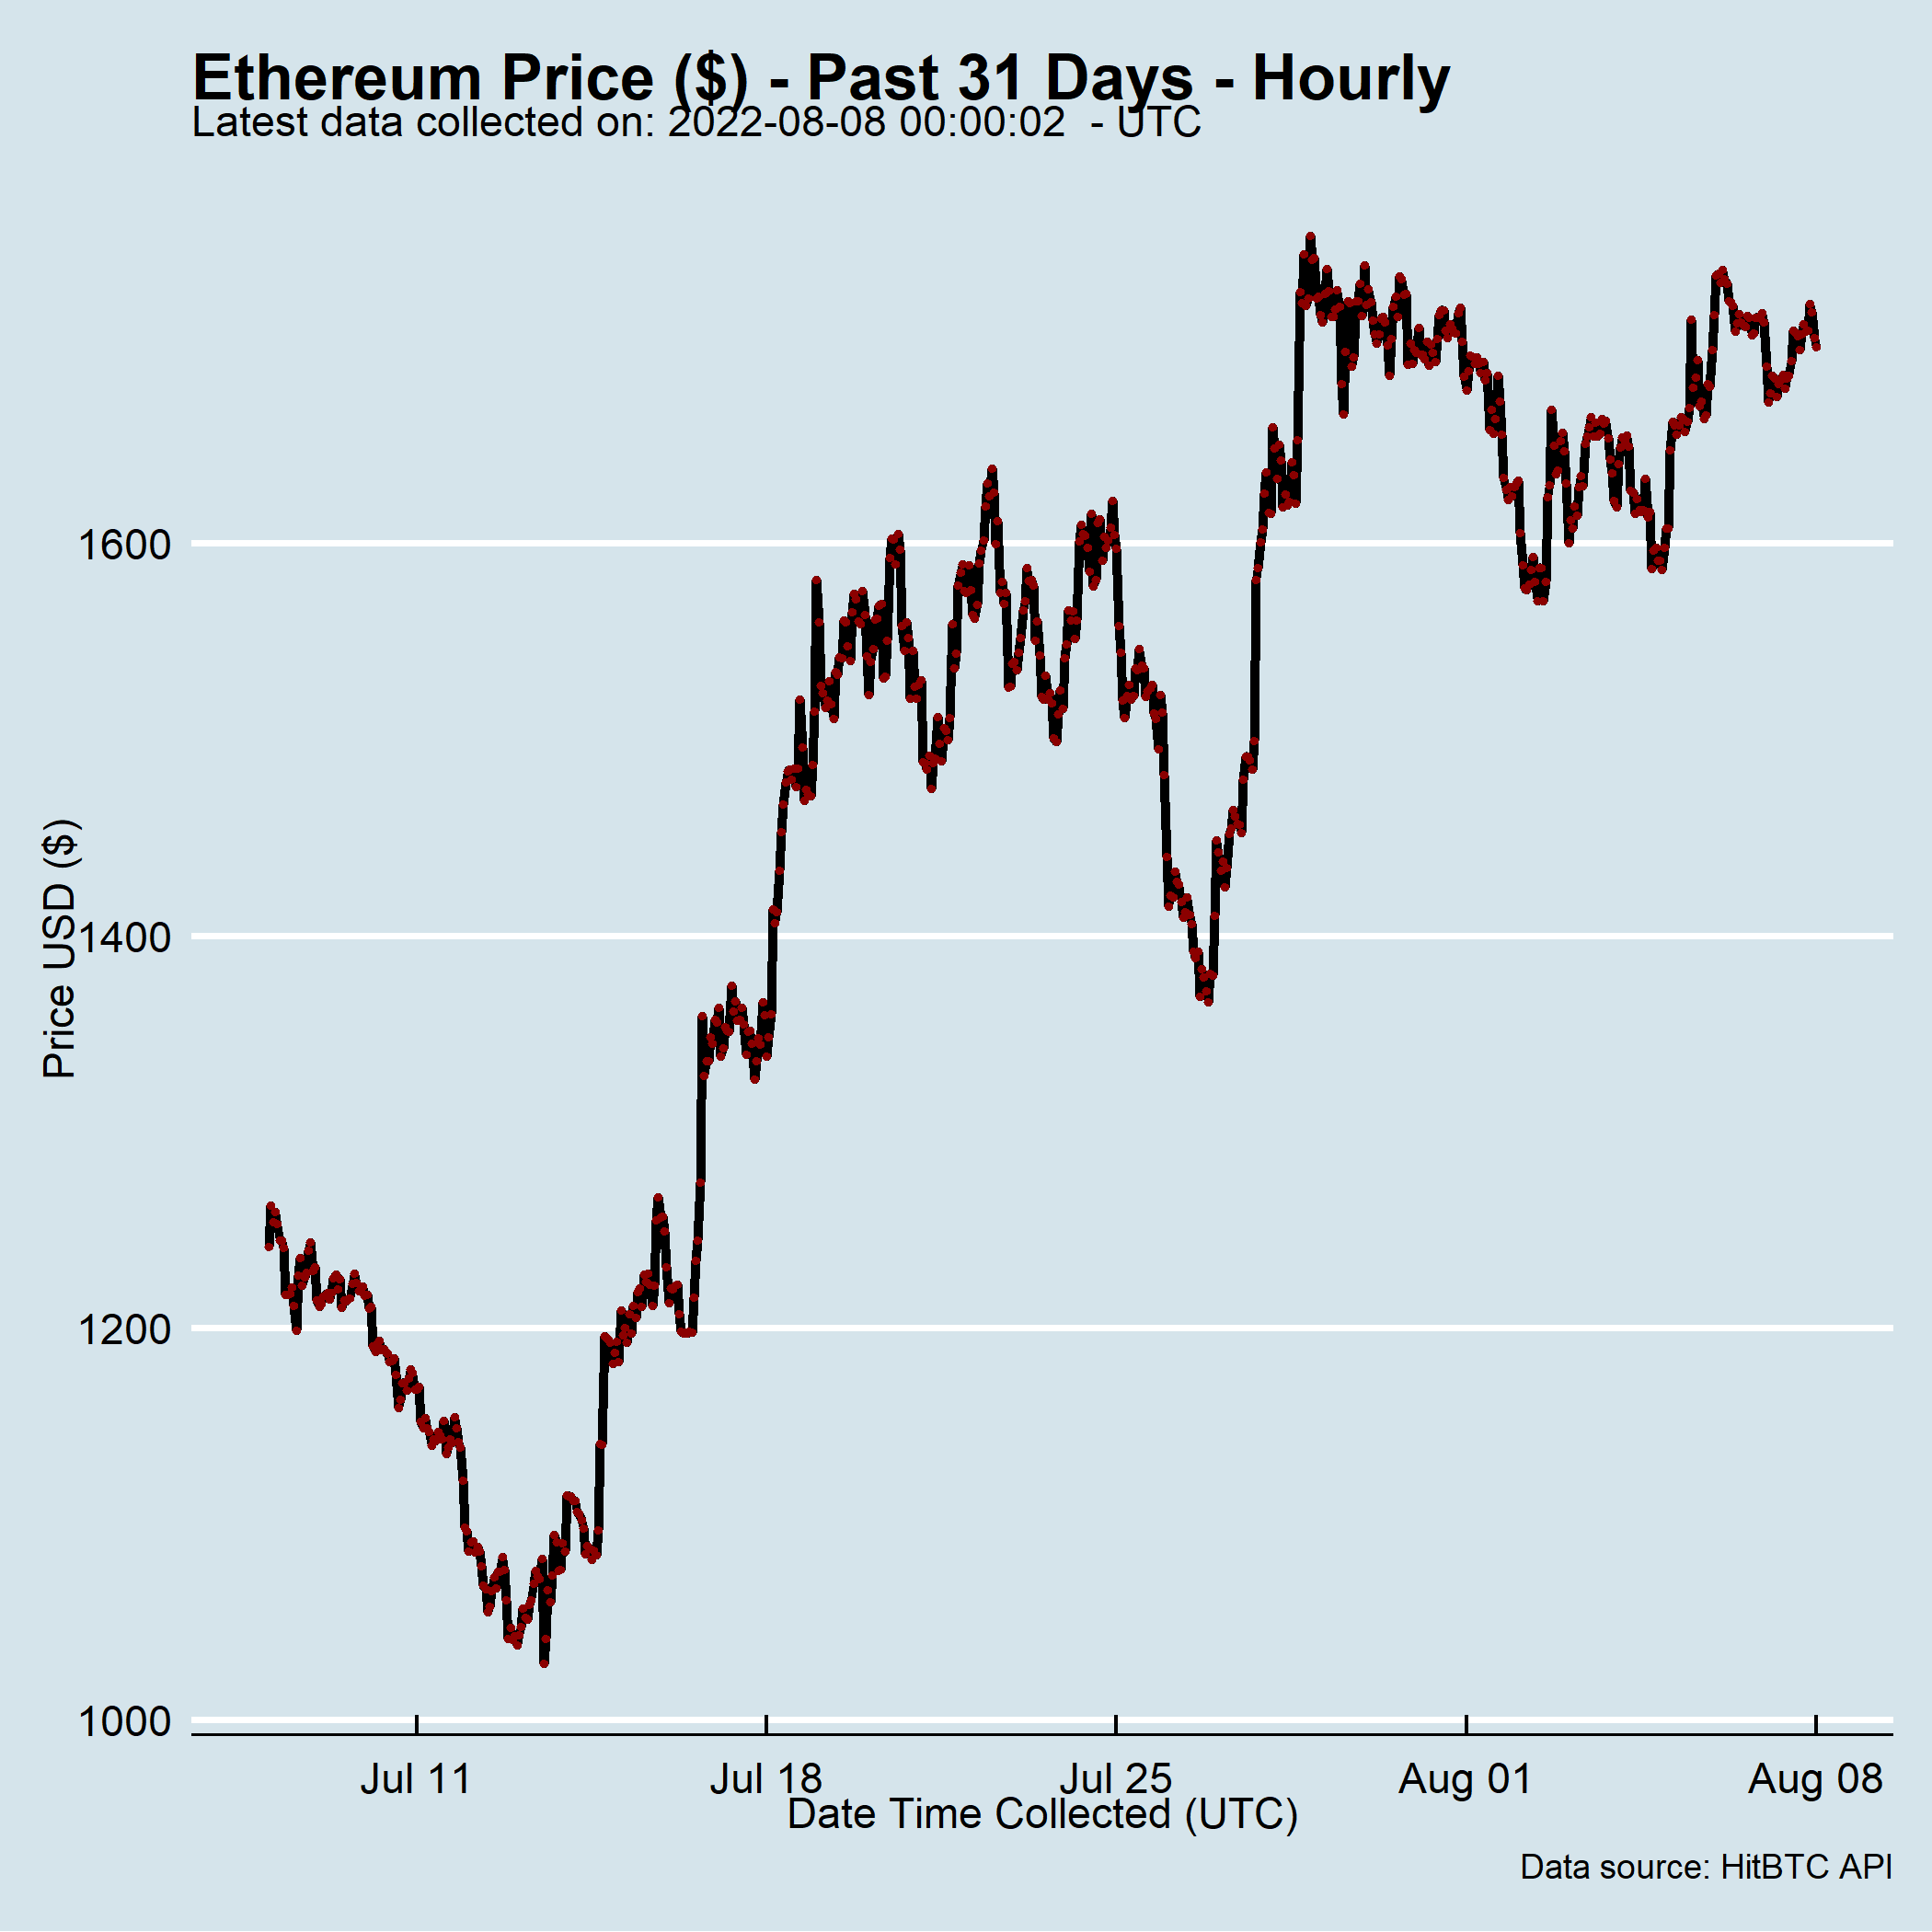 Ethereum Price ($) - Past 31 Days - Hourly
Latest data collected on: 2022-08-08 00:00:02  - UTC
Price USD ($)
1600
1400
1200
1000
Jul 11
Jul 18
Jul 25
Aug 01
Aug 08
Date Time Collected (UTC)
Data source: HitBTC API